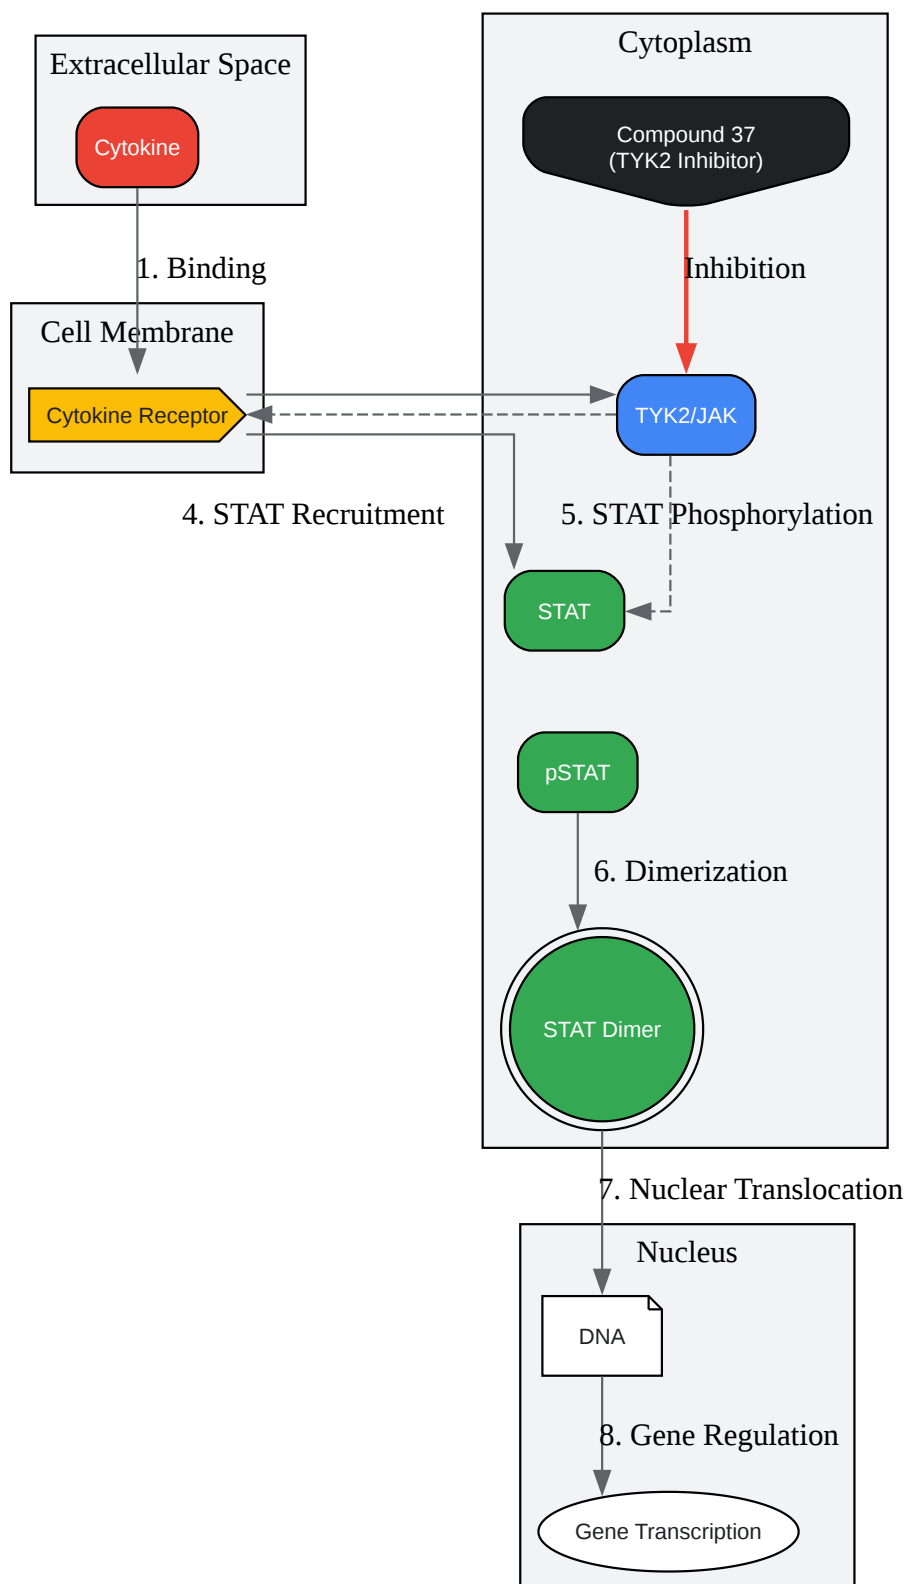 Extracellular Space
Cytokine
1. Binding
Cell Membrane
Cytokine Receptor
Cytoplasm
Compound 37
(TYK2 Inhibitor)
Inhibition
TYK2/JAK
4. STAT Recruitment
5. STAT Phosphorylation
STAT
pSTAT
6. Dimerization
STAT Dimer
7. Nuclear Translocation
Nucleus
DNA
8. Gene Regulation
Gene Transcription